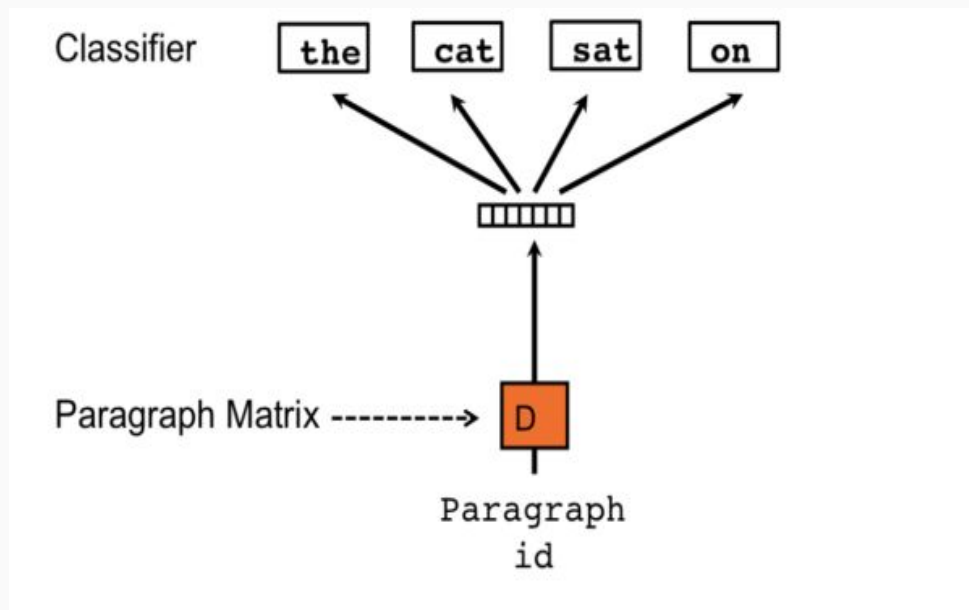 Classifier the cat sat on
Paragraph Matrix D
Paragraph
id